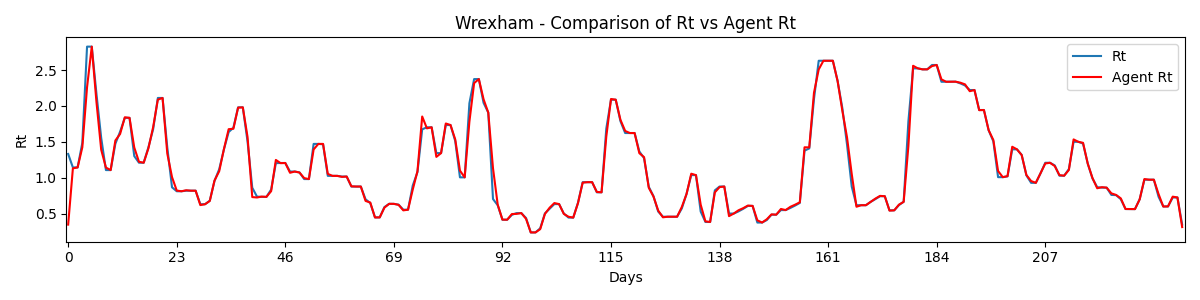 Wrexham - Comparison of Rt vs Agent Rt
Rt
Agent Rt
Rt
2.5
2.0
1.5
1.0
0.5
0 23 46 69 92 115 138 161 184 207
Days